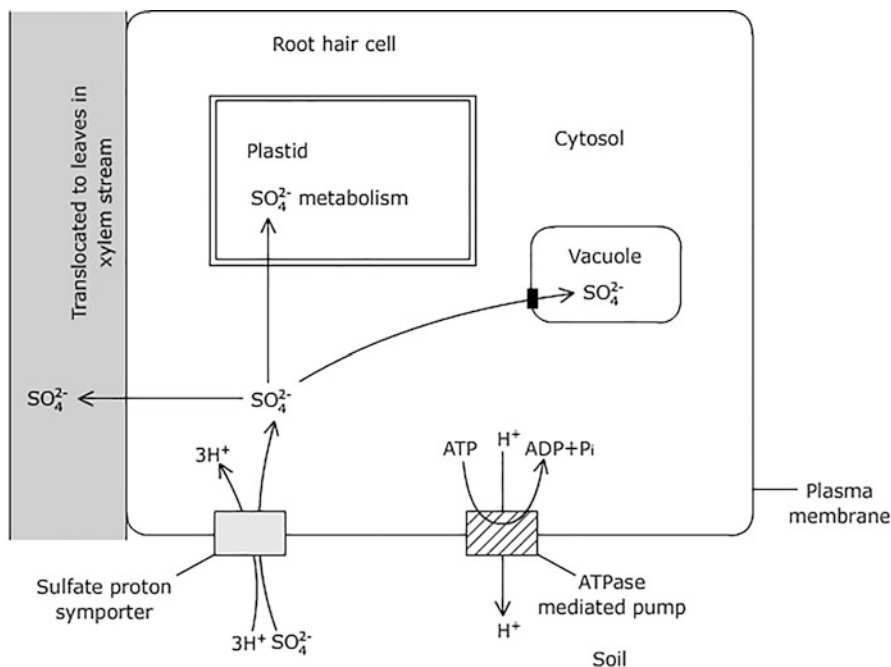 Root hair cell
Translocated to leaves in
xylem stream
Plastid
SO₄²⁻ metabolism
Cytosol
Vacuole
SO₄²⁻
SO₄²⁻
SO₄²⁻
3H⁺
ATP
H⁺
ADP+Pi
Plasma
membrane
Sulfate proton
symporter
3H⁺ SO₄²⁻
ATPase
mediated pump
H⁺
Soil